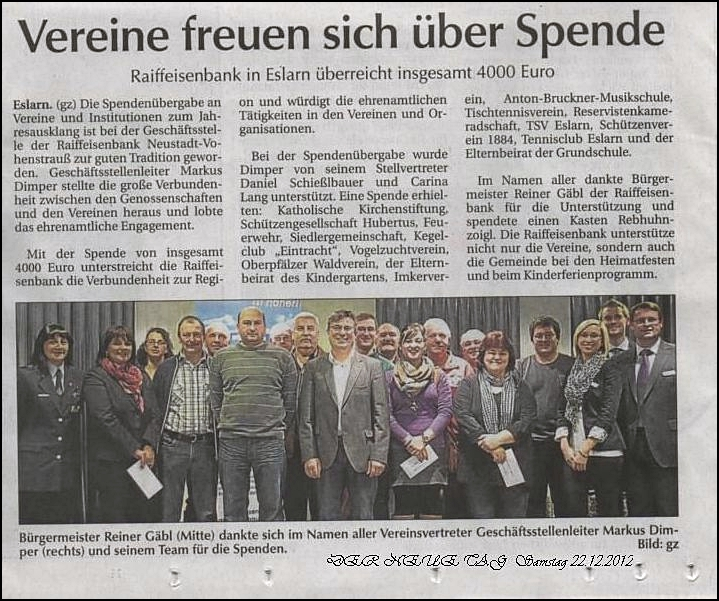 Vereine freuen sich über Spende
Raiffeisenbank in Eslarn überreicht insgesamt 4000 Euro
Eslarn. (gz) Die Spendenübergabe an
Vereine und Institutionen zum Jah-
resausklang ist bei der Geschäftsstel-
le der Raiffeisenbank Neustadt-Vo-
henstrauß zur guten Tradition gewor-
den. Geschäftsstellenleiter Markus
Dimper stellte die große Verbunden-
heit zwischen den Genossenschaften
und den Vereinen heraus und lobte
das ehrenamtliche Engagement.
Mit der Spende von insgesamt
4000 Euro unterstreicht die Raiffei-
senbank die Verbundenheit zur Regi-
on und würdigt die ehrenamtlichen
Tätigkeiten in den Vereinen und Or-
ganisationen.
Bei der Spendenübergabe wurde
Dimper von seinem Stellvertreter
Daniel Schießlbauer und Carina
Lang unterstützt. Eine Spende erhiel-
ten: Katholische Kirchenstiftung,
Schützengesellschaft Hubertus, Feu-
erwehr, Siedlergemeinschaft, Kegel-
club „Eintracht", Vogelzuchtverein,
Oberpfälzer Waldverein, der Eltern-
beirat des Kindergartens, Imkerver-
ein, Anton-Bruckner-Musikschule,
Tischtennisverein, Reservistenkame-
radschaft, TSV Eslarn, Schützenver-
ein 1884, Tennisclub Eslarn und der
Elternbeirat der Grundschule.
Im Namen aller dankte Bürger-
meister Reiner Gäbl der Raiffeisen-
bank für die Unterstützung und
spendete einen Kasten Rebhuhn-
zoigl. Die Raiffeisenbank unterstütze
nicht nur die Vereine, sondern auch
die Gemeinde bei den Heimatfesten
und beim Kinderferienprogramm.
Bürgermeister Reiner Gäbl (Mitte) dankte sich im Namen aller Vereinsvertreter Geschäftsstellenleiter Markus Dim-
per (rechts) und seinem Team für die Spenden. Bild: gz
DER NEUE TAG Samstag 22.12.2012